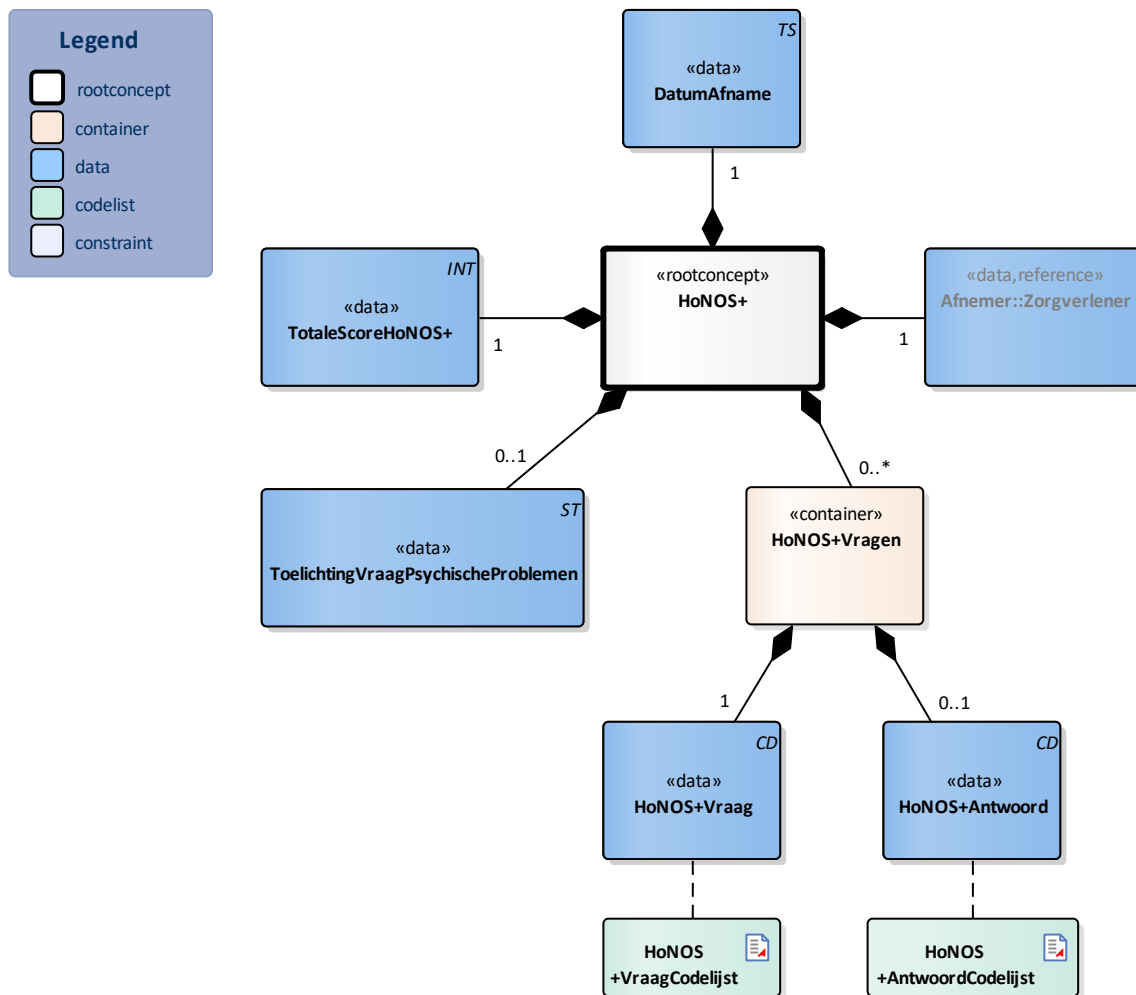 Legend
rootconcept
container
data
codelist
constraint
TS
«data»
DatumAfname
1
INT
«data»
TotaleScoreHoNOS+
1
«rootconcept»
HoNOS+
«data,reference»
Afnemer::Zorgverlener
1
0..1
0..*
ST
«data»
ToelichtingVraagPsychischeProblemen
«container»
HoNOS+Vragen
1
0..1
CD
«data»
HoNOS+Vraag
CD
«data»
HoNOS+Antwoord
HoNOS
+VraagCodelijst
HoNOS
+AntwoordCodelijst